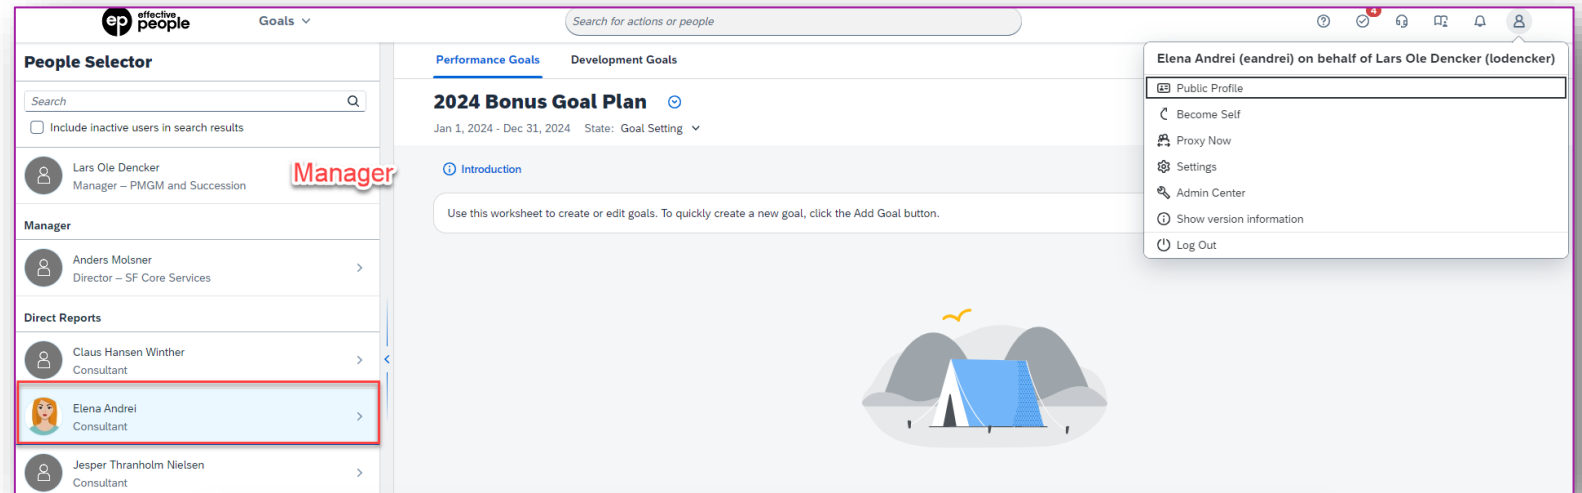 ep effective people
Goals
Search for actions or people
4
People Selector
Search
Include inactive users in search results
Lars Ole Dencker
Manager – PMGM and Succession
Manager
Manager
Anders Molsner
Director – SF Core Services
Direct Reports
Claus Hansen Winther
Consultant
Elena Andrei
Consultant
Jesper Thranholm Nielsen
Consultant
Performance Goals Development Goals
2024 Bonus Goal Plan
Jan 1, 2024 - Dec 31, 2024 State: Goal Setting
Introduction
Use this worksheet to create or edit goals. To quickly create a new goal, click the Add Goal button.
Elena Andrei (eandrei) on behalf of Lars Ole Dencker (lodencker)
Public Profile
Become Self
Proxy Now
Settings
Admin Center
Show version information
Log Out